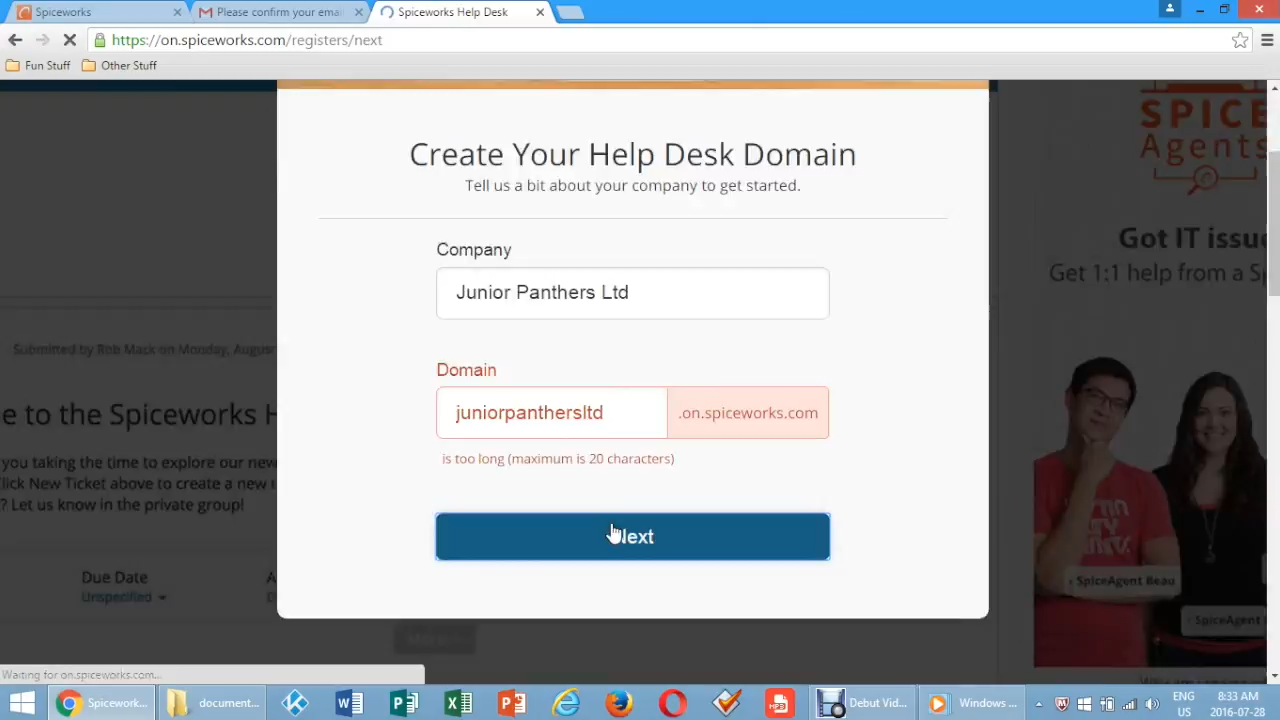 Spiceworks
Please confirm your emai
Spiceworks Help Desk
https://on.spiceworks.com/registers/next
Fun Stuff
Other Stuff
SPICE
Agents
Create Your Help Desk Domain
Tell us a bit about your company to get started.
Got IT issu
Get 1:1 help from a Sp
Company
Junior Panthers Ltd
Submitted by Rob Mack on Monday, Augus
Domain
juniorpanthersltd
.on.spiceworks.com
e to the Spiceworks H
is too long (maximum is 20 characters)
you taking the time to explore our new
Click New Ticket above to create a new
? Let us know in the private group!
Next
Due Date
Unspecified
SpiceAgent Beau
SpiceAgent
Waiting for on.spiceworks.com...
Spicework...
document...
Debut Vid...
Windows ...
ENG
US
8:33 AM
2016-07-28